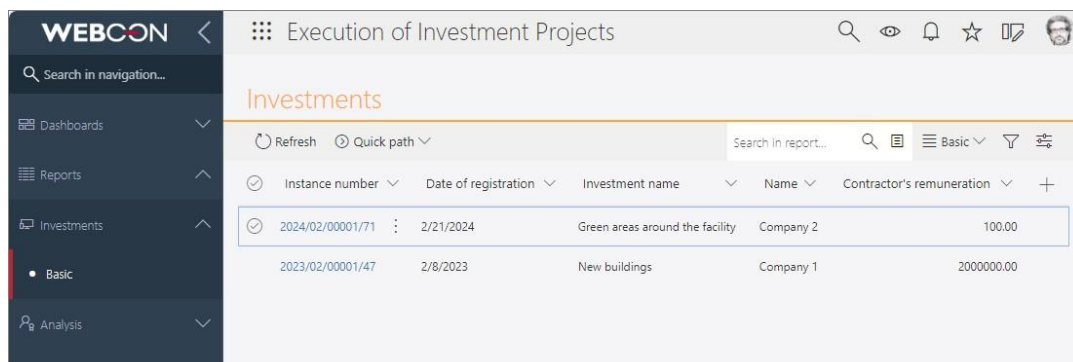 WEBCON
Execution of Investment Projects
Search in navigation...
Investments
Dashboards
Refresh Quick path
Search in report...
Basic
Reports
Instance number Date of registration Investment name Name Contractor's remuneration
Investments
2024/02/00001/71 2/21/2024 Green areas around the facility Company 2 100.00
Basic
2023/02/00001/47 2/8/2023 New buildings Company 1 2000000.00
Analysis